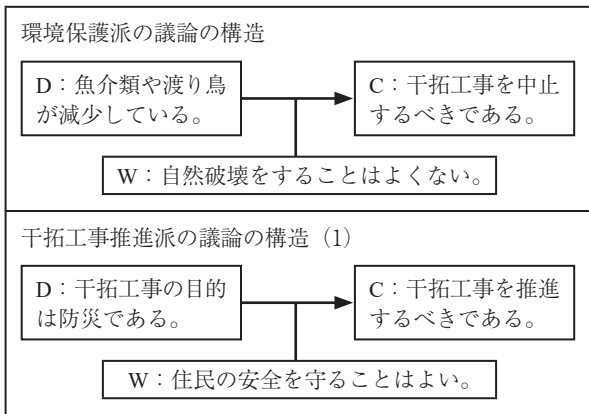 環境保護派の議論の構造
D：魚介類や渡り鳥
が減少している。
C：干拓工事を中止
するべきである。
W：自然破壊をすることはよくない。
干拓工事推進派の議論の構造（1）
D：干拓工事の目的
は防災である。
C：干拓工事を推進
するべきである。
W：住民の安全を守ることはよい。